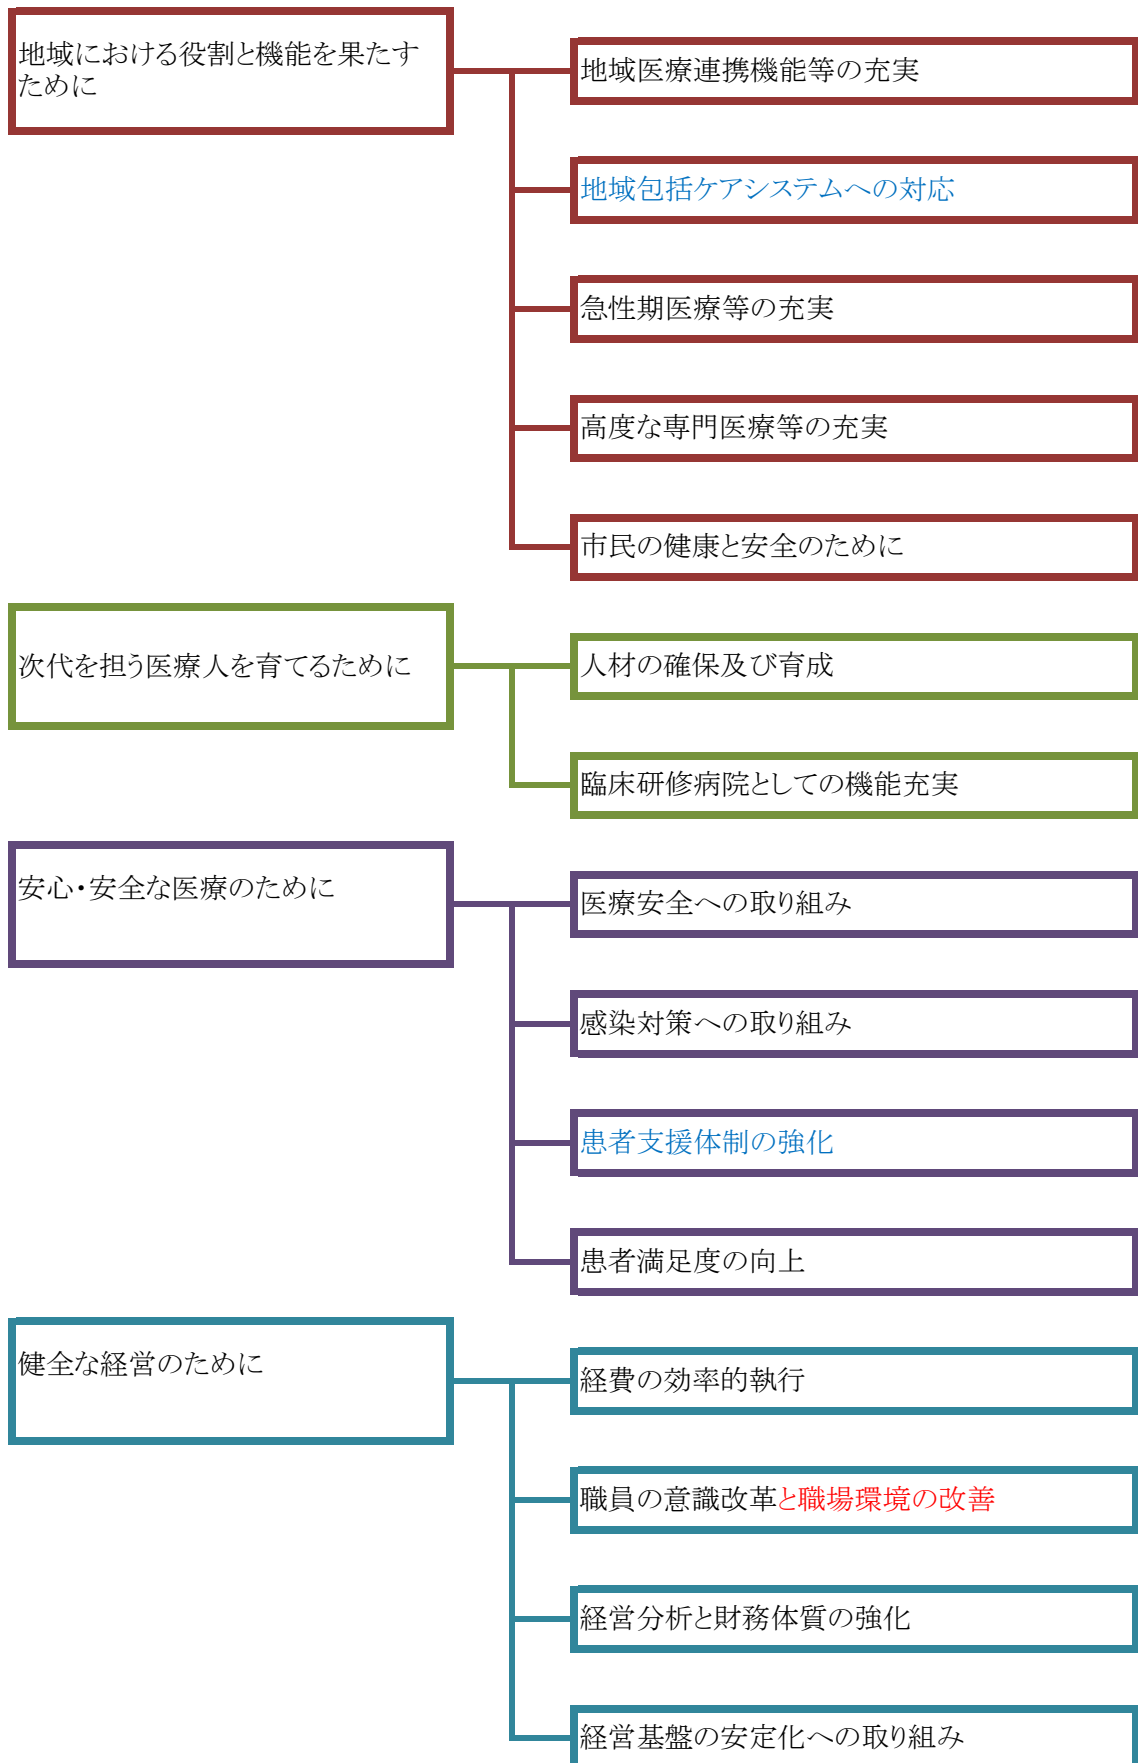 地域における役割と機能を果たす
ために
地域医療連携機能等の充実
地域包括ケアシステムへの対応
急性期医療等の充実
高度な専門医療等の充実
市民の健康と安全のために
次代を担う医療人を育てるために
人材の確保及び育成
臨床研修病院としての機能充実
安心・安全な医療のために
医療安全への取り組み
感染対策への取り組み
患者支援体制の強化
患者満足度の向上
健全な経営のために
経費の効率的執行
職員の意識改革と職場環境の改善
経営分析と財務体質の強化
経営基盤の安定化への取り組み